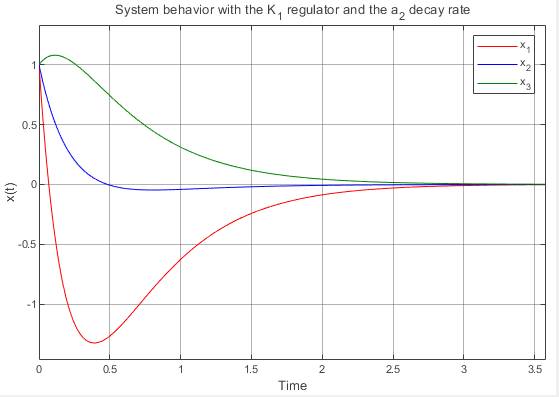 System behavior with the K₁ regulator and the a₂ decay rate
x₁
x₂
x₃
1
0.5
0
-0.5
-1
x(t)
0 0.5 1 1.5 2 2.5 3 3.5
Time